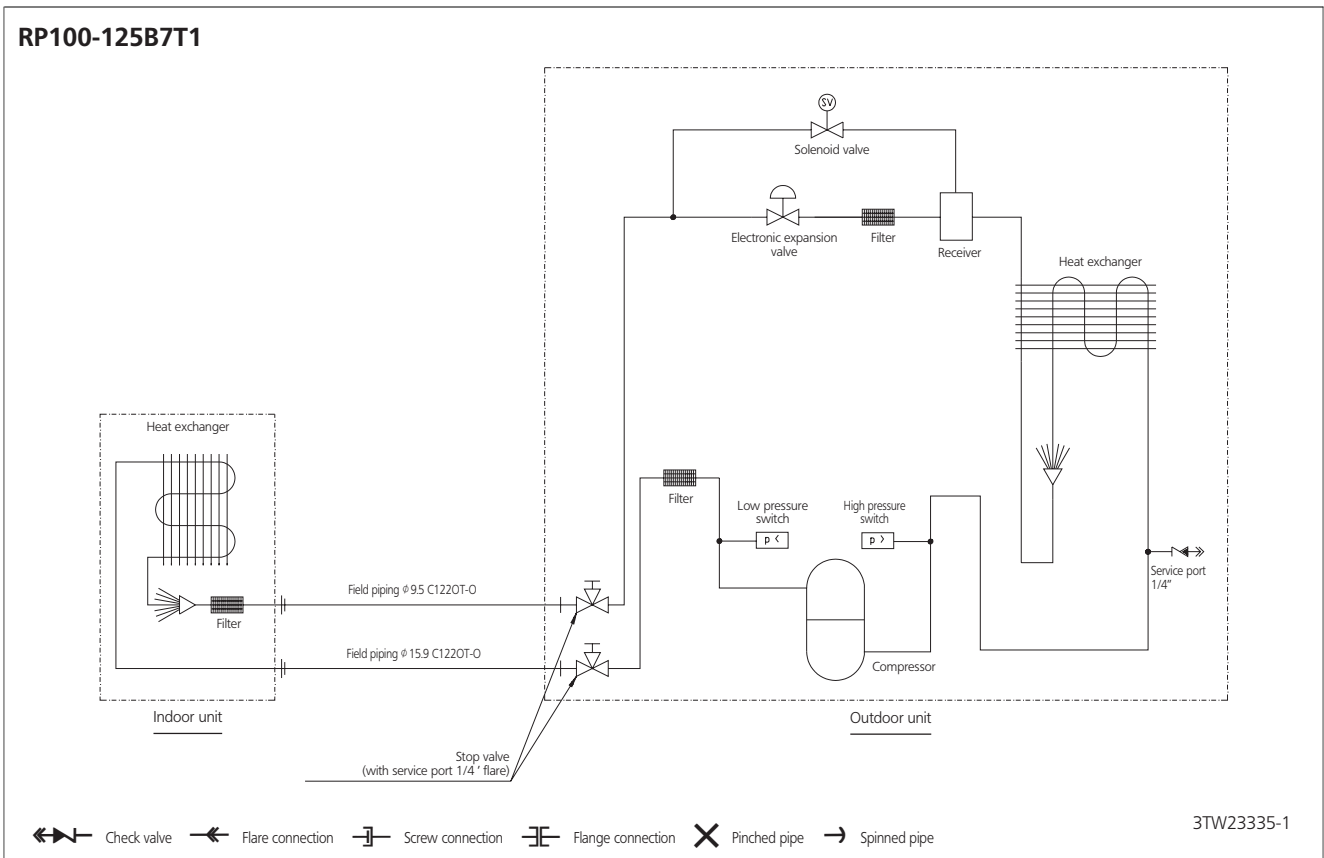 RP100-125B7T1
SV
Solenoid valve
Electronic expansion
valve
Filter
Receiver
Heat exchanger
Heat exchanger
Filter
Low pressure
switch
p <
High pressure
switch
p >
Service port
1/4"
Compressor
Field piping φ 9.5 C1220T-O
Filter
Field piping φ 15.9 C1220T-O
Indoor unit
Outdoor unit
Stop valve
(with service port 1/4 ' flare)
Check valve
Flare connection
Screw connection
Flange connection
Pinched pipe
Spinned pipe
3TW23335-1